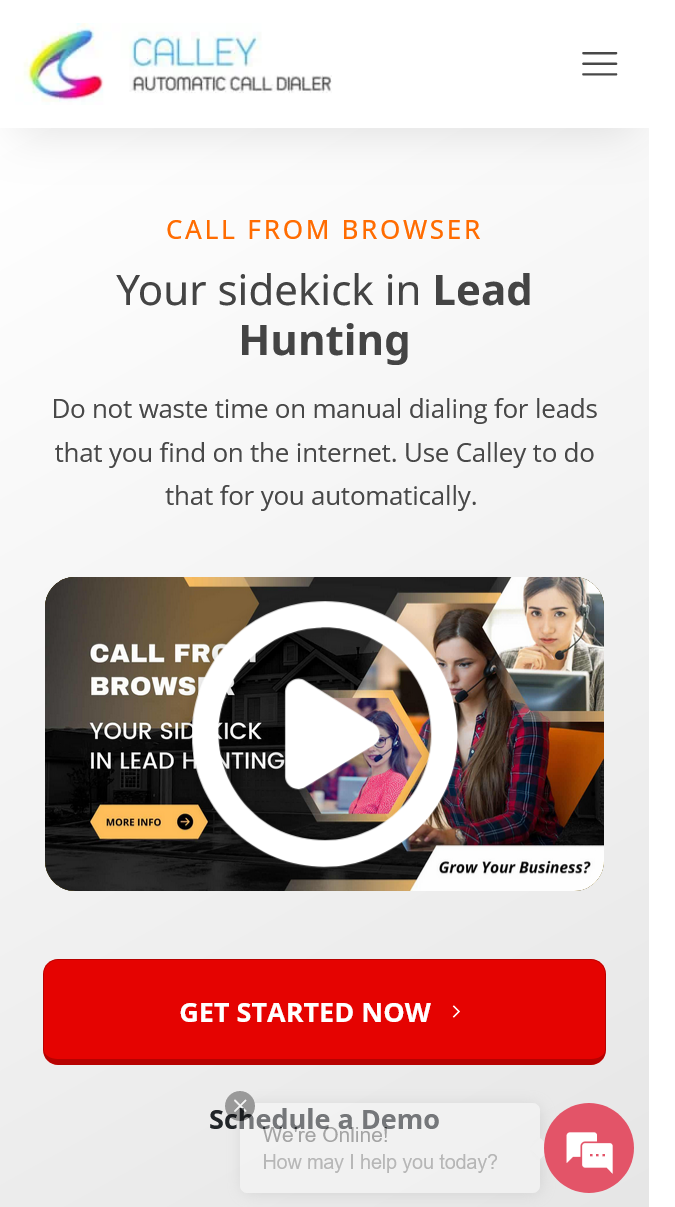 CALLEY
AUTOMATIC CALL DIALER
CALL FROM BROWSER
Your sidekick in Lead
Hunting
Do not waste time on manual dialing for leads
that you find on the internet. Use Calley to do
that for you automatically.
CALL FROM
BROWSER
YOUR SIDEKICK
IN LEAD HUNTING
MORE INFO
Grow Your Business?
GET STARTED NOW
Schedule a Demo
We're Online!
How may I help you today?